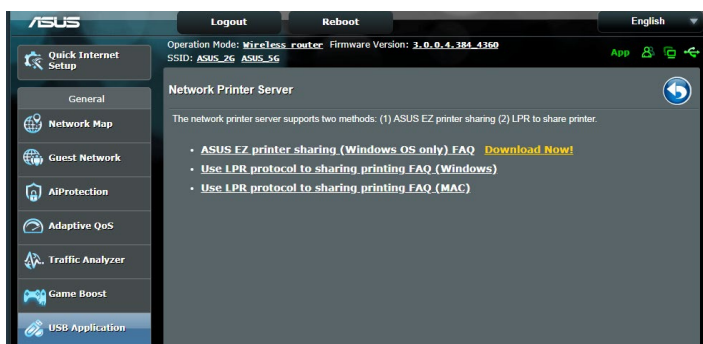 ASUS
Logout
Reboot
English
Quick Internet
Setup
Operation Mode: Wireless router Firmware Version: 3.0.0.4.384_4360
SSID: ASUS_2G ASUS_5G
App
General
Network Map
Guest Network
AiProtection
Adaptive QoS
Traffic Analyzer
Game Boost
USB Application
Network Printer Server
The network printer server supports two methods: (1) ASUS EZ printer sharing (2) LPR to share printer.
ASUS EZ printer sharing (Windows OS only) FAQ Download Now!
Use LPR protocol to sharing printing FAQ (Windows)
Use LPR protocol to sharing printing FAQ (MAC)